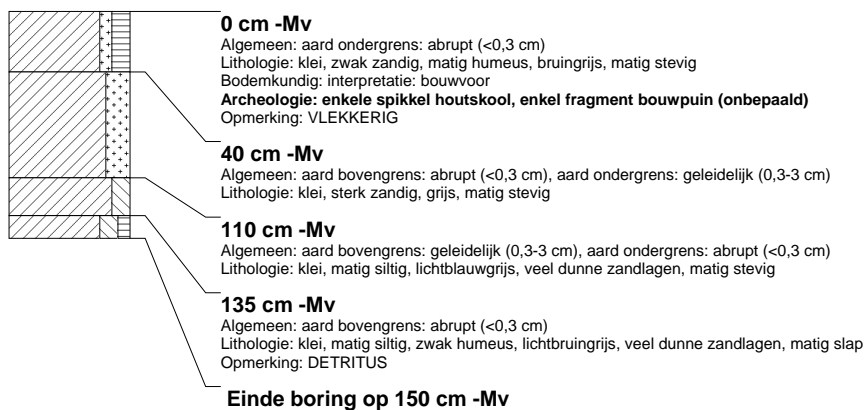 0 cm -Mv
Algemeen: aard ondergrens: abrupt (<0,3 cm)
Lithologie: klei, zwak zandig, matig humeus, bruingrijs, matig stevig
Bodemkundig: interpretatie: bouwvoor
Archeologie: enkele spikkel houtskool, enkel fragment bouwpuin (onbepaald)
Opmerking: VLEKKERIG
40 cm -Mv
Algemeen: aard bovengrens: abrupt (<0,3 cm), aard ondergrens: geleidelijk (0,3-3 cm)
Lithologie: klei, sterk zandig, grijs, matig stevig
110 cm -Mv
Algemeen: aard bovengrens: geleidelijk (0,3-3 cm), aard ondergrens: abrupt (<0,3 cm)
Lithologie: klei, matig siltig, lichtblauwgrijs, veel dunne zandlagen, matig stevig
135 cm -Mv
Algemeen: aard bovengrens: abrupt (<0,3 cm)
Lithologie: klei, matig siltig, zwak humeus, lichtbruingrijs, veel dunne zandlagen, matig slap
Opmerking: DETRITUS
Einde boring op 150 cm -Mv